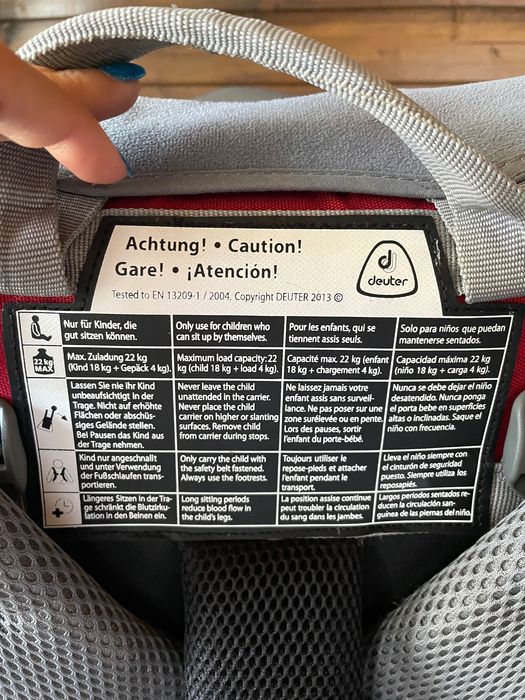 Achtung! • Caution!
Gare! • ¡Atención!
Tested to EN 13209-1 / 2004, Copyright DEUTER 2013 ©
deuter
Nur für Kinder, die
gut sitzen können.
Only use for children who
can sit up by themselves.
Pour les enfants, qui se
tiennent assis seuls.
Solo para niños que puedan
mantenerse sentados.
22 kg
MAX
Max. Zuladung 22 kg
(Kind 18 kg + Gepäck 4 kg).
Maximum load capacity: 22
kg (child 18 kg + load 4 kg).
Capacité max. 22 kg (enfant
18 kg + chargement 4 kg).
Capacidad máxima 22 kg
(niño 18 kg + carga 4 kg).
Lassen Sie nie Ihr Kind
unbeaufsichtigt in der
Trage. Nicht auf erhöhte
Flächen oder abschüs-
siges Gelände stellen.
Bei Pausen das Kind aus
der Trage nehmen.
Never leave the child
unattended in the carrier.
Never place the child
carrier on higher or slanting
surfaces. Remove child
from carrier during stops.
Ne laissez jamais votre
enfant assis sans surveil-
lance. Ne pas poser sur une
zone surélevée ou en pente.
Lors des pauses, sortir
l'enfant du porte-bébé.
Nunca se debe dejar el niño
desatendido. Nunca ponga
el porta bebe en superficies
altas o inclinadas. Saque el
niño con frecuencia.
Kind nur angeschnallt
und unter Verwendung
der Fußschlaufen trans-
portieren.
Only carry the child with
the safety belt fastened.
Always use the footrests.
Toujours utiliser le
repose-pieds et attacher
l'enfant pendant le
transport.
Lleva el niño siempre con
el cinturón de seguridad
puesto. Siempre utiliza los
reposapiés.
Längeres Sitzen in der Tra-
ge schränkt die Blutzirku-
lation in den Beinen ein.
Long sitting periods
reduce blood flow in
the child's legs.
La position assise continue
peut troubler la circulation
du sang dans les jambes.
Largos periodos sentados re-
ducen la circulación san-
guínea de las piernas del niño.